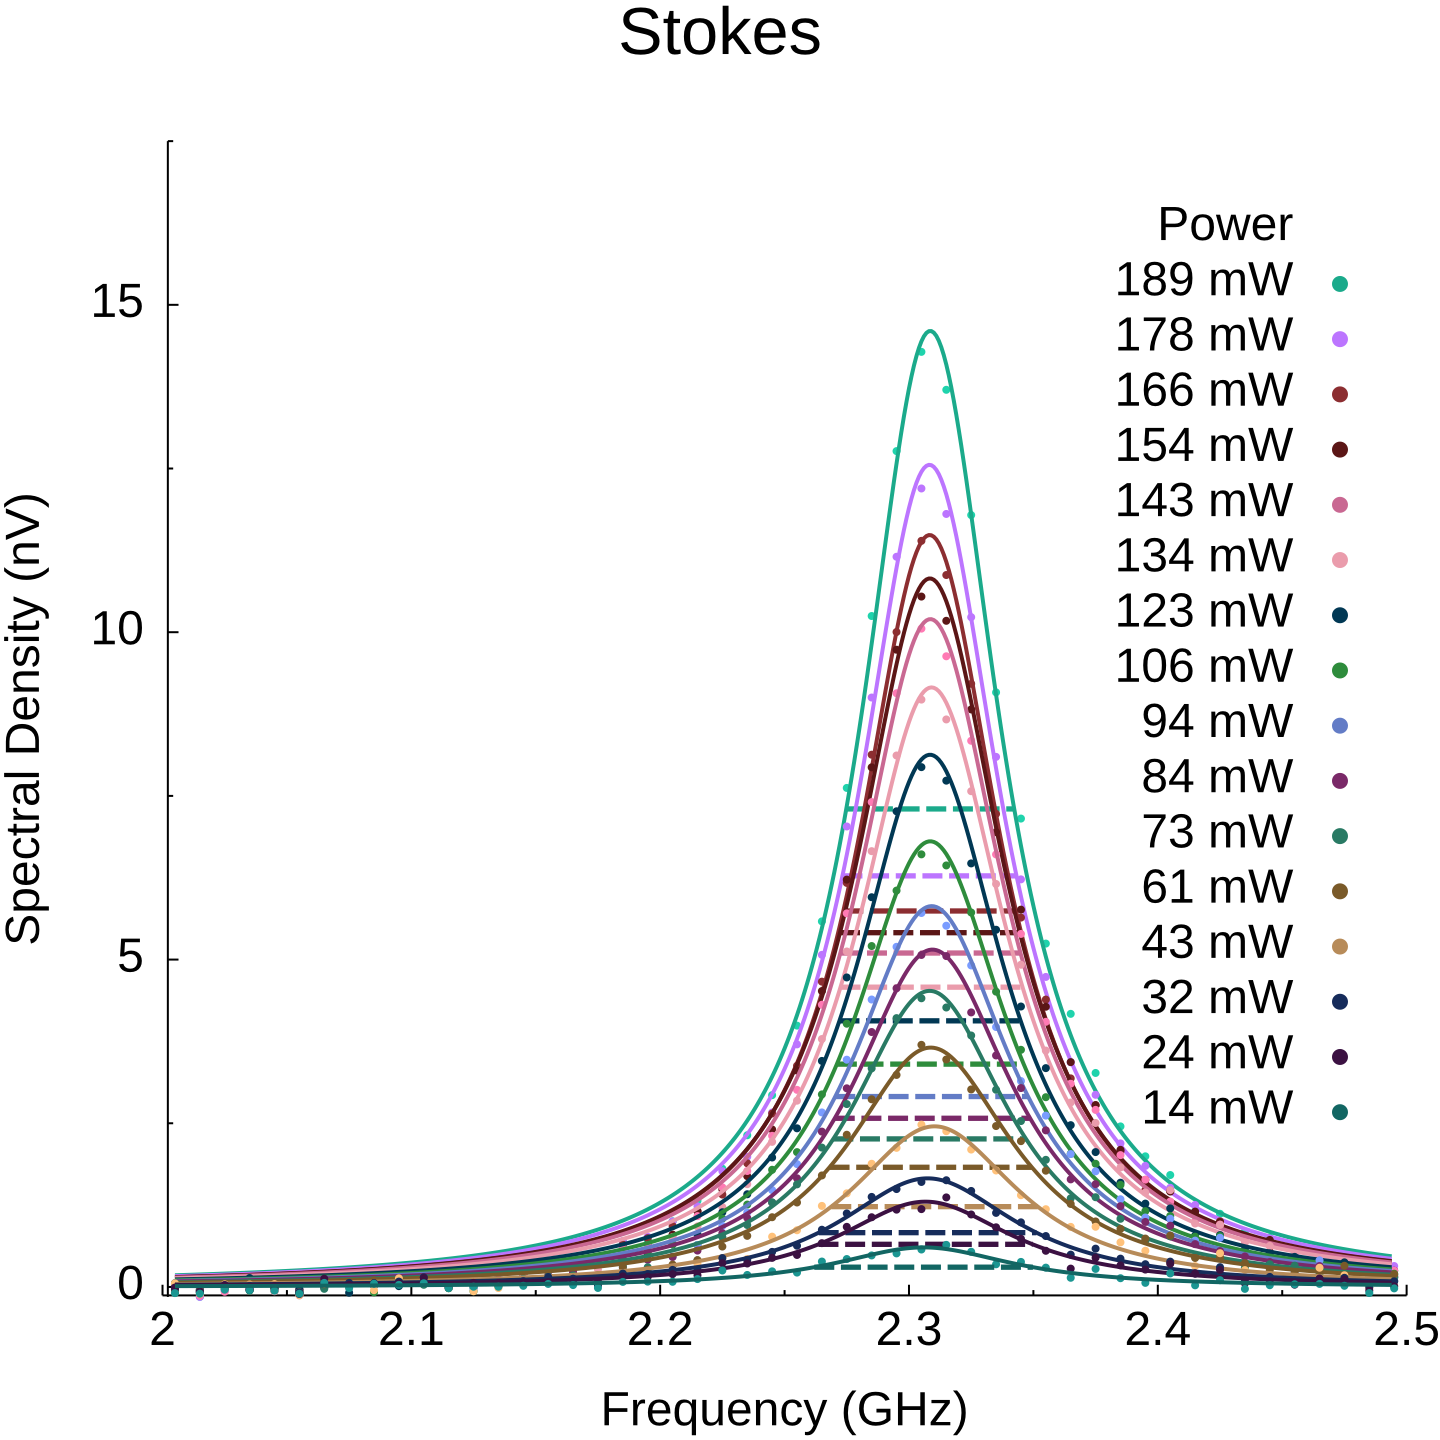 Stokes
Power
189 mW
178 mW
166 mW
154 mW
143 mW
134 mW
123 mW
106 mW
94 mW
84 mW
73 mW
61 mW
43 mW
32 mW
24 mW
14 mW
15
10
5
0
Spectral Density (nV)
2 2.1 2.2 2.3 2.4 2.5
Frequency (GHz)